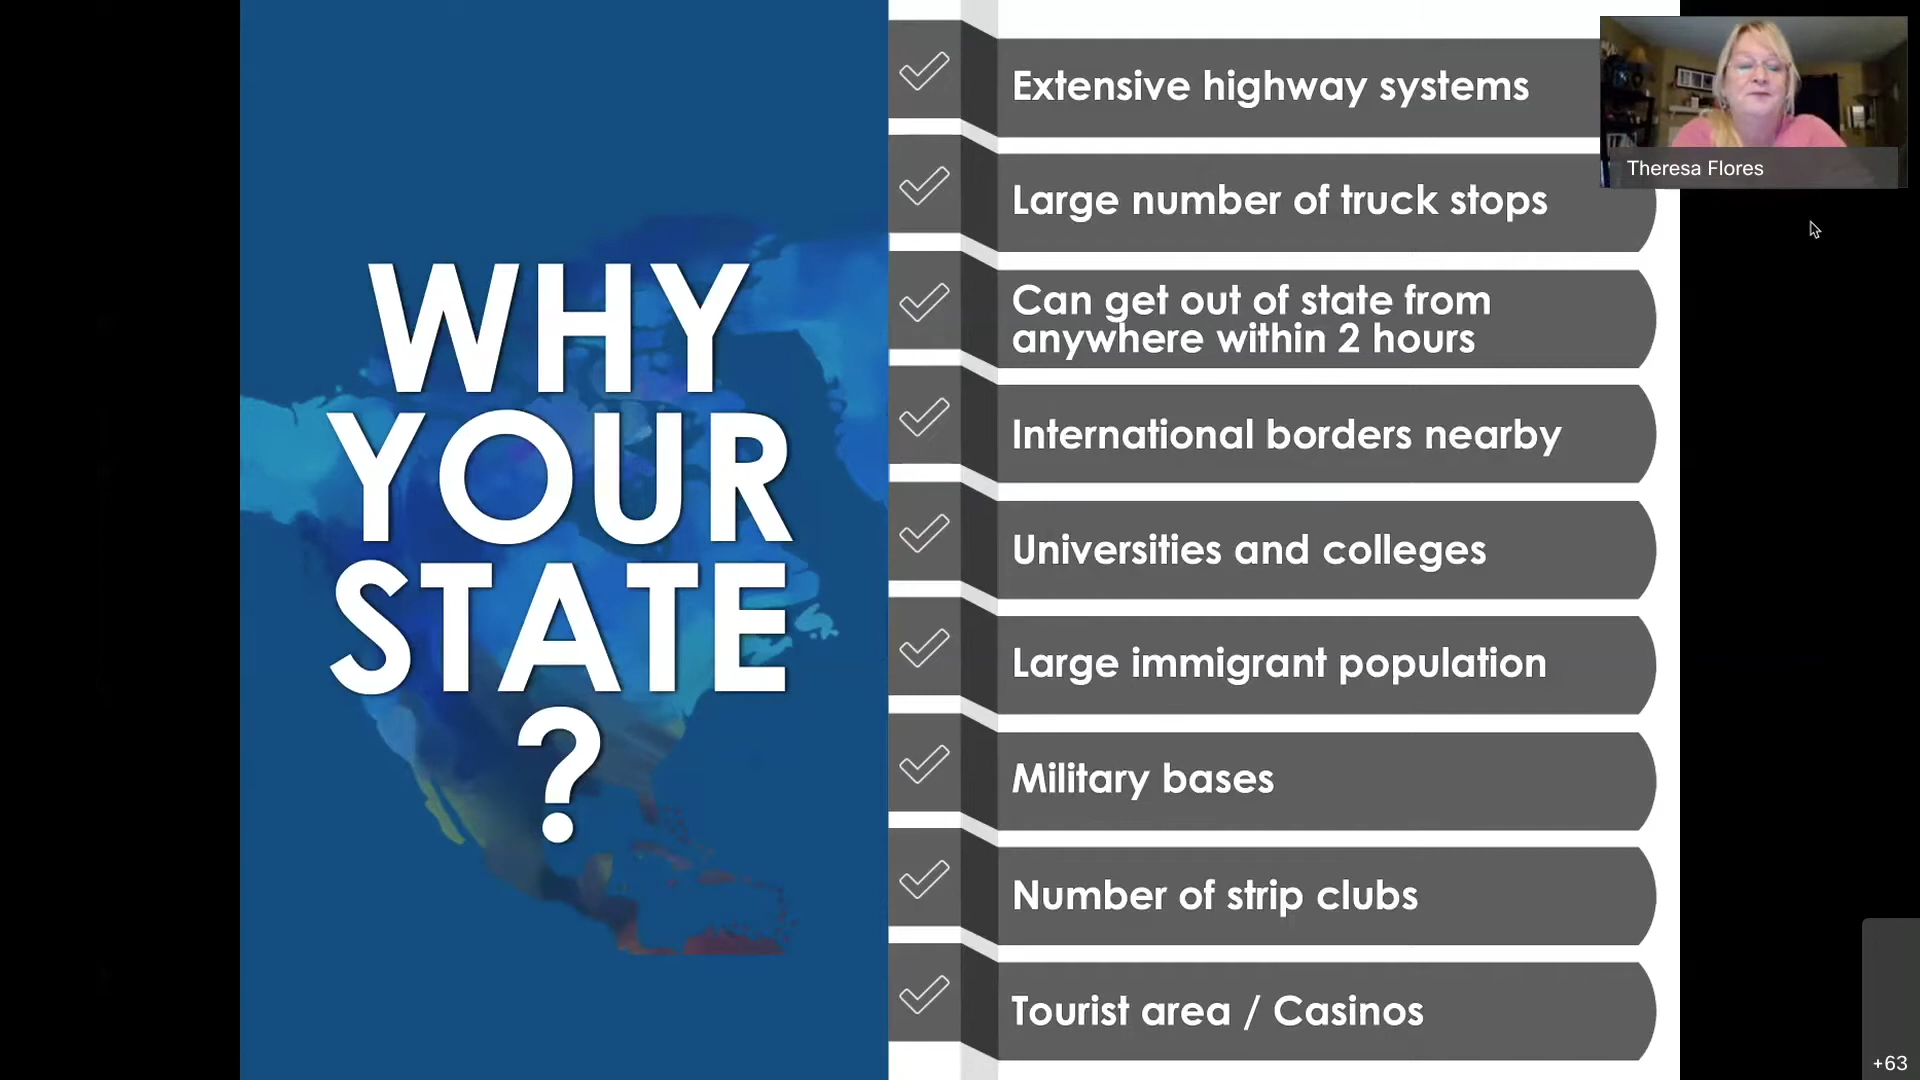 WHY
YOUR
STATE
?
Extensive highway systems
Large number of truck stops
Can get out of state from
anywhere within 2 hours
International borders nearby
Universities and colleges
Large immigrant population
Military bases
Number of strip clubs
Tourist area / Casinos
Theresa Flores
+63